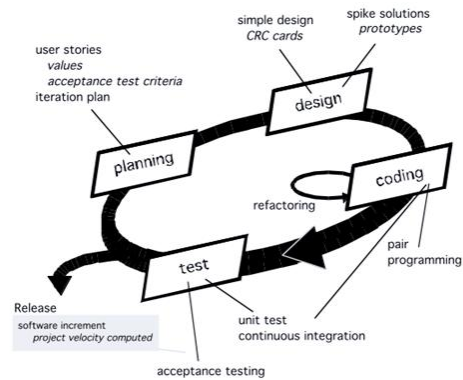 spike solutions
prototypes
simple design
CRC cards
user stories
values
acceptance test criteria
iteration plan
design
planning
coding
refactoring
test
pair
programming
Release
software increment
project velocity computed
unit test
continuous integration
acceptance testing